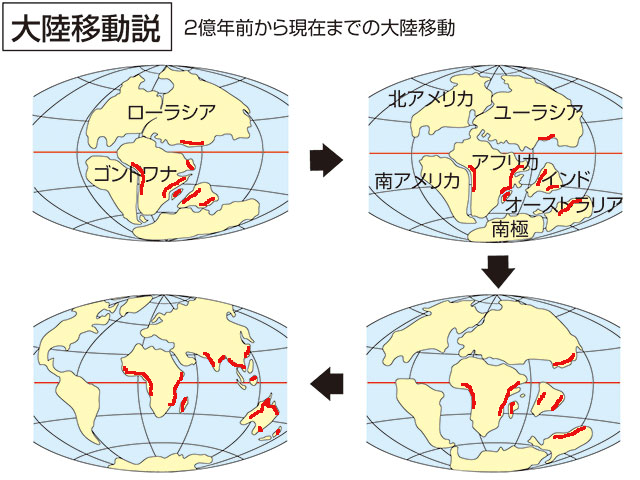 大陸移動説
2億年前から現在までの大陸移動
ローラシア
ゴンドワナ
北アメリカ
ユーラシア
アフリカ
南アメリカ
インド
オーストラリア
南極